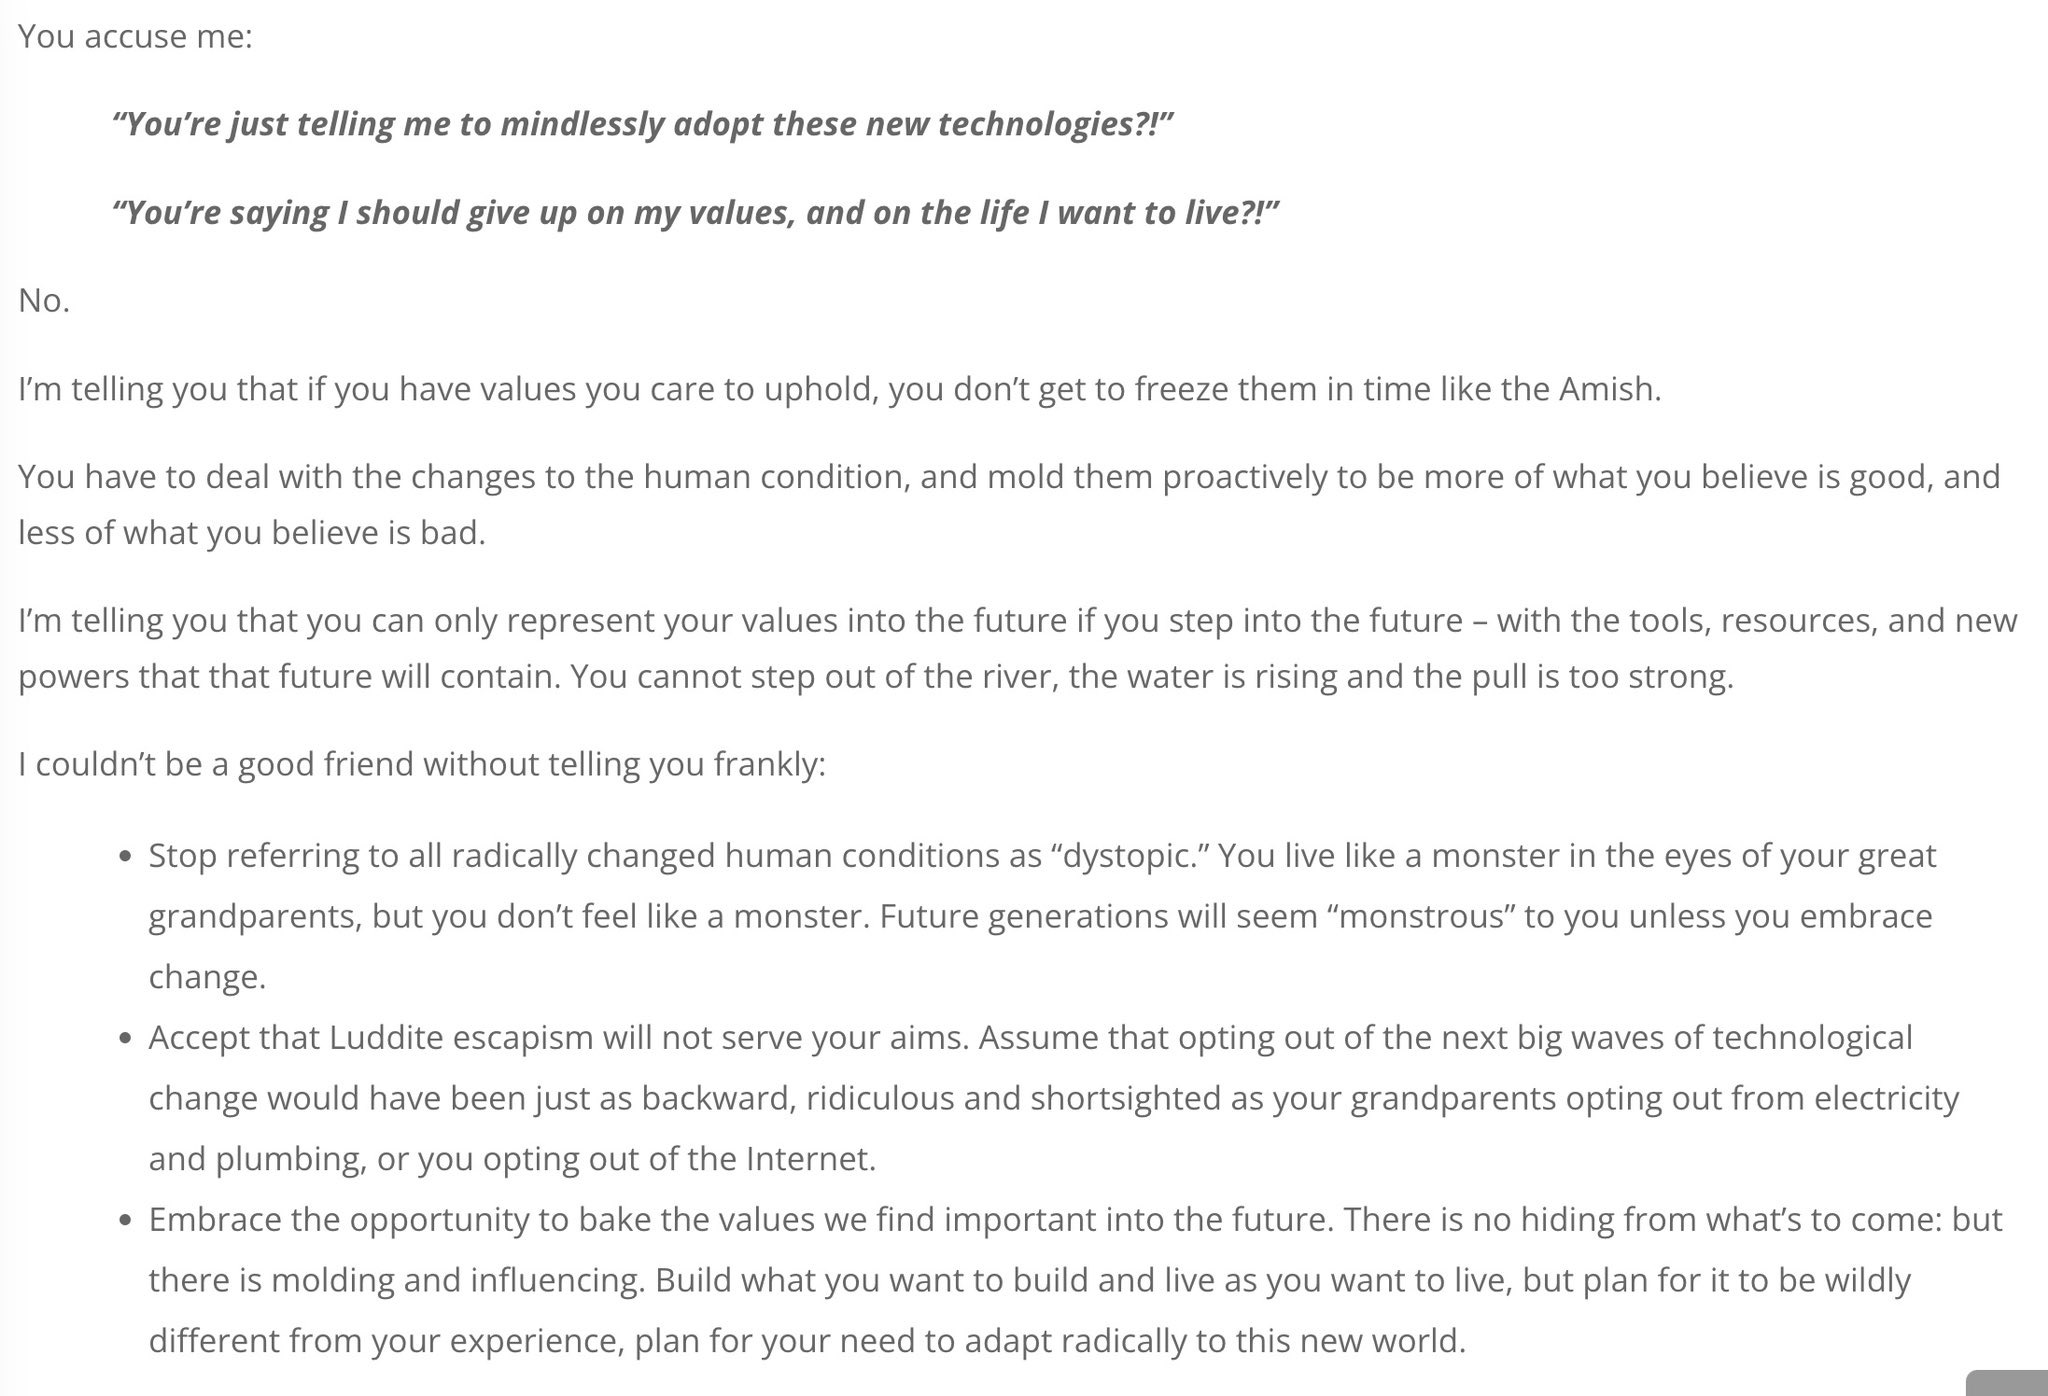 You accuse me:
“You’re just telling me to mindlessly adopt these new technologies?!”
“You’re saying I should give up on my values, and on the life I want to live?!”
No.
I’m telling you that if you have values you care to uphold, you don’t get to freeze them in time like the Amish.
You have to deal with the changes to the human condition, and mold them proactively to be more of what you believe is good, and
less of what you believe is bad.
I’m telling you that you can only represent your values into the future if you step into the future – with the tools, resources, and new
powers that that future will contain. You cannot step out of the river, the water is rising and the pull is too strong.
I couldn’t be a good friend without telling you frankly:
• Stop referring to all radically changed human conditions as “dystopic.” You live like a monster in the eyes of your great
grandparents, but you don’t feel like a monster. Future generations will seem “monstrous” to you unless you embrace
change.
• Accept that Luddite escapism will not serve your aims. Assume that opting out of the next big waves of technological
change would have been just as backward, ridiculous and shortsighted as your grandparents opting out from electricity
and plumbing, or you opting out of the Internet.
• Embrace the opportunity to bake the values we find important into the future. There is no hiding from what’s to come: but
there is molding and influencing. Build what you want to build and live as you want to live, but plan for it to be wildly
different from your experience, plan for your need to adapt radically to this new world.